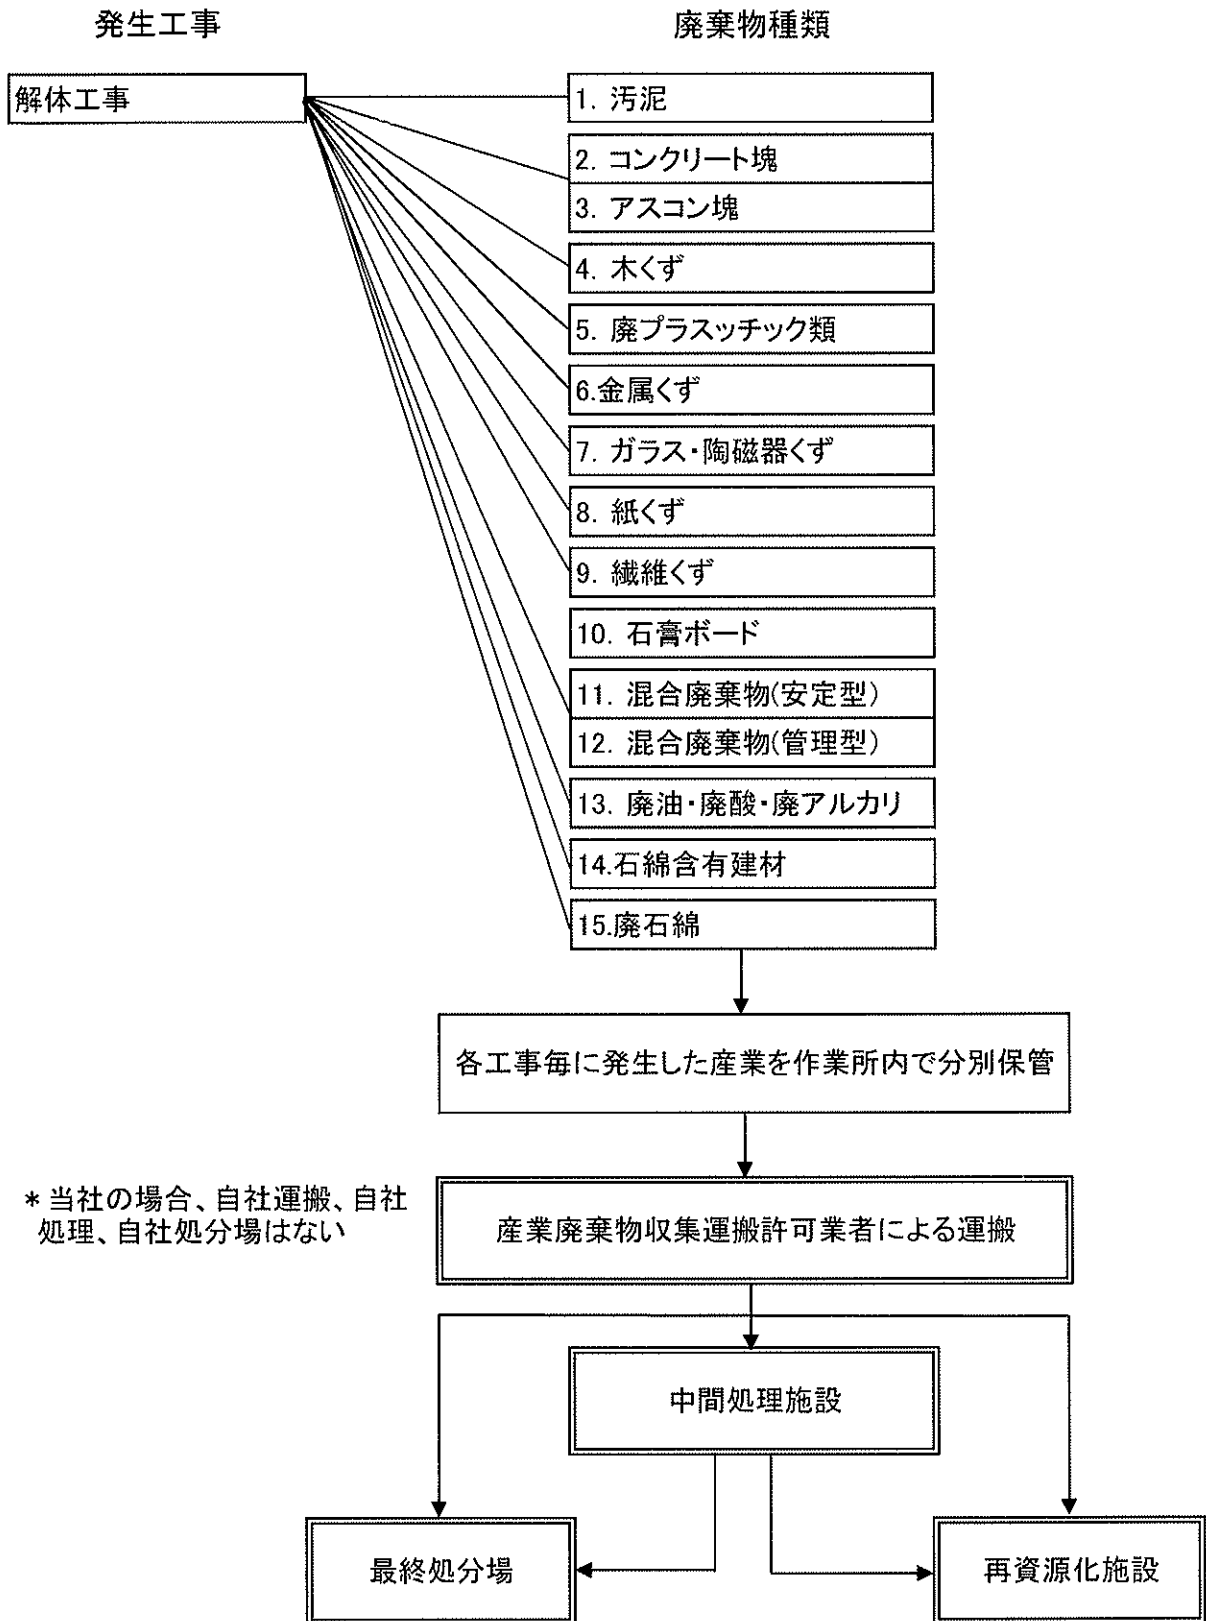 発生工事
廃棄物種類
解体工事
1. 汚泥
2. コンクリート塊
3. アスコン塊
4. 木くず
5. 廃プラスッチック類
6.金属くず
7. ガラス・陶磁器くず
8. 紙くず
9. 繊維くず
10. 石膏ボード
11. 混合廃棄物(安定型)
12. 混合廃棄物(管理型)
13. 廃油・廃酸・廃アルカリ
14.石綿含有建材
15.廃石綿
各工事毎に発生した産業を作業所内で分別保管
* 当社の場合、自社運搬、自社
処理、自社処分場はない
産業廃棄物収集運搬許可業者による運搬
中間処理施設
最終処分場
再資源化施設